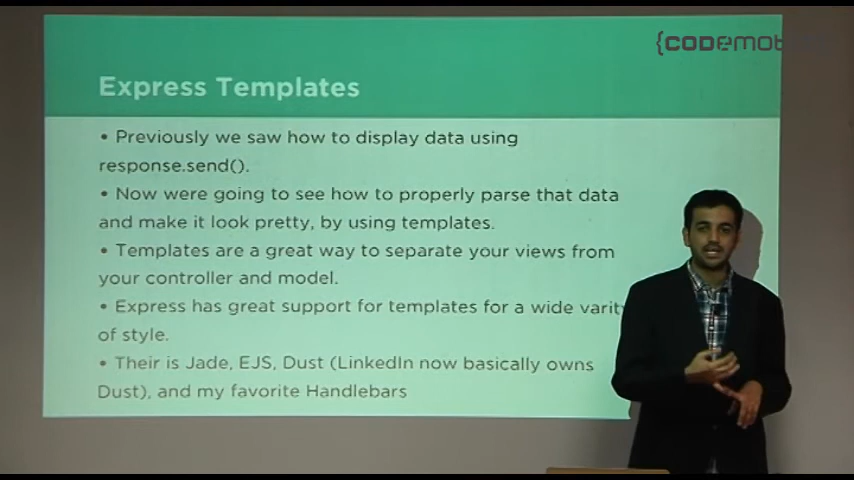 {CODEmob
Express Templates
• Previously we saw how to display data using
response.send().
• Now were going to see how to properly parse that data
and make it look pretty, by using templates.
• Templates are a great way to separate your views from
your controller and model.
• Express has great support for templates for a wide varit
of style.
• Their is Jade, EJS, Dust (LinkedIn now basically owns
Dust), and my favorite Handlebars